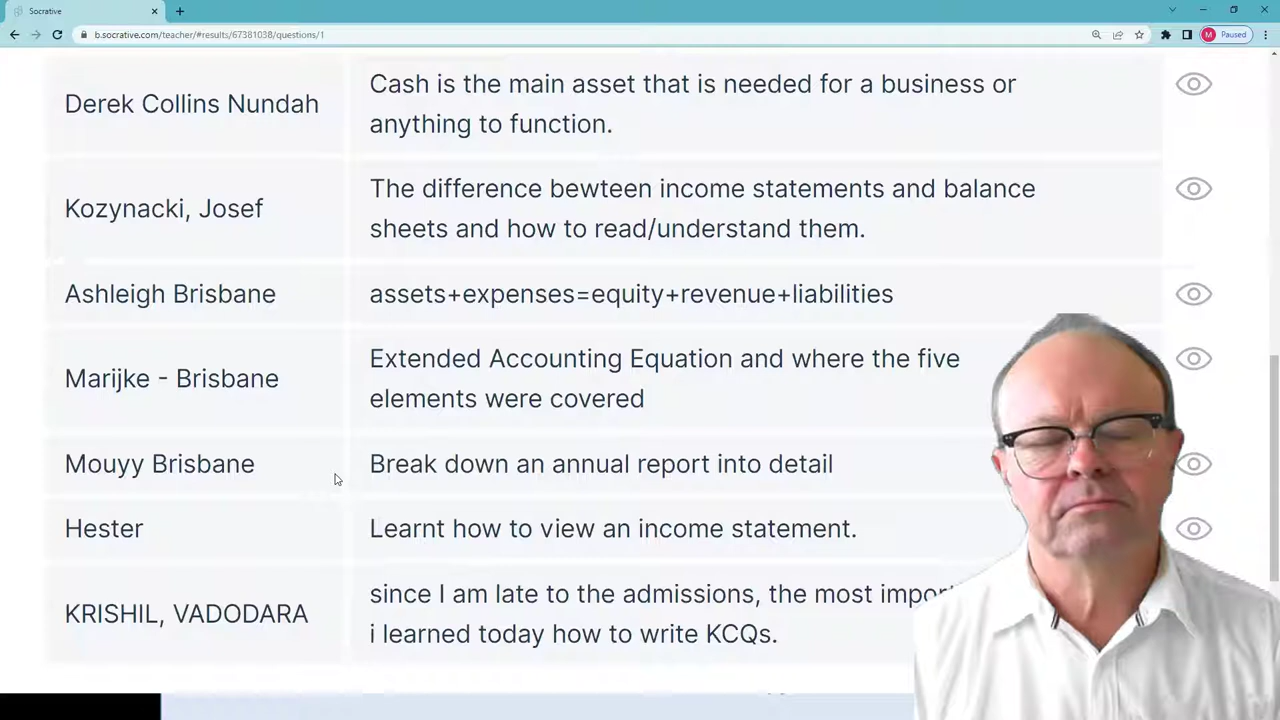 Socrative
b.socrative.com/teacher/#results/67381038/questions/1
M Paused
Derek Collins Nundah
Cash is the main asset that is needed for a business or
anything to function.
Kozynacki, Josef
The difference bewteen income statements and balance
sheets and how to read/understand them.
Ashleigh Brisbane
assets+expenses=equity+revenue+liabilities
Marijke - Brisbane
Extended Accounting Equation and where the five
elements were covered
Mouyy Brisbane
Break down an annual report into detail
Hester
Learnt how to view an income statement.
KRISHIL, VADODARA
since I am late to the admissions, the most
i learned today how to write KCQs.